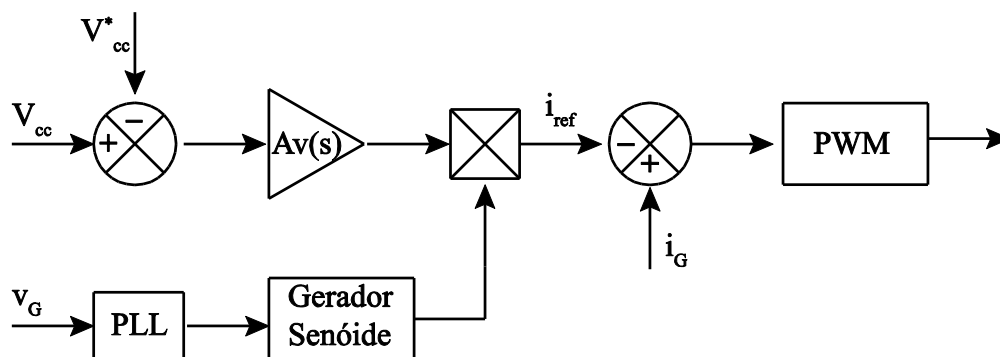 V*cc
Vcc
+
−
Av(s)
iref
−
+
PWM
iG
vG
PLL
Gerador
Senóide